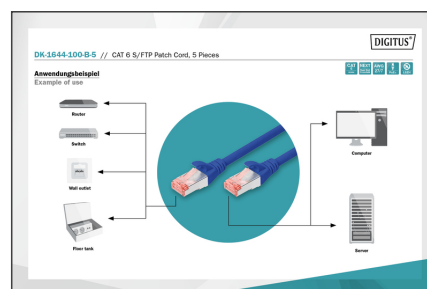 DIGITUS®
DK-1644-100-B-5 // CAT 6 S/FTP Patch Cord, 5 Pieces
Anwendungsbeispiel
Example of use
Router
Switch
Wall outlet
Floor tank
Computer
Server